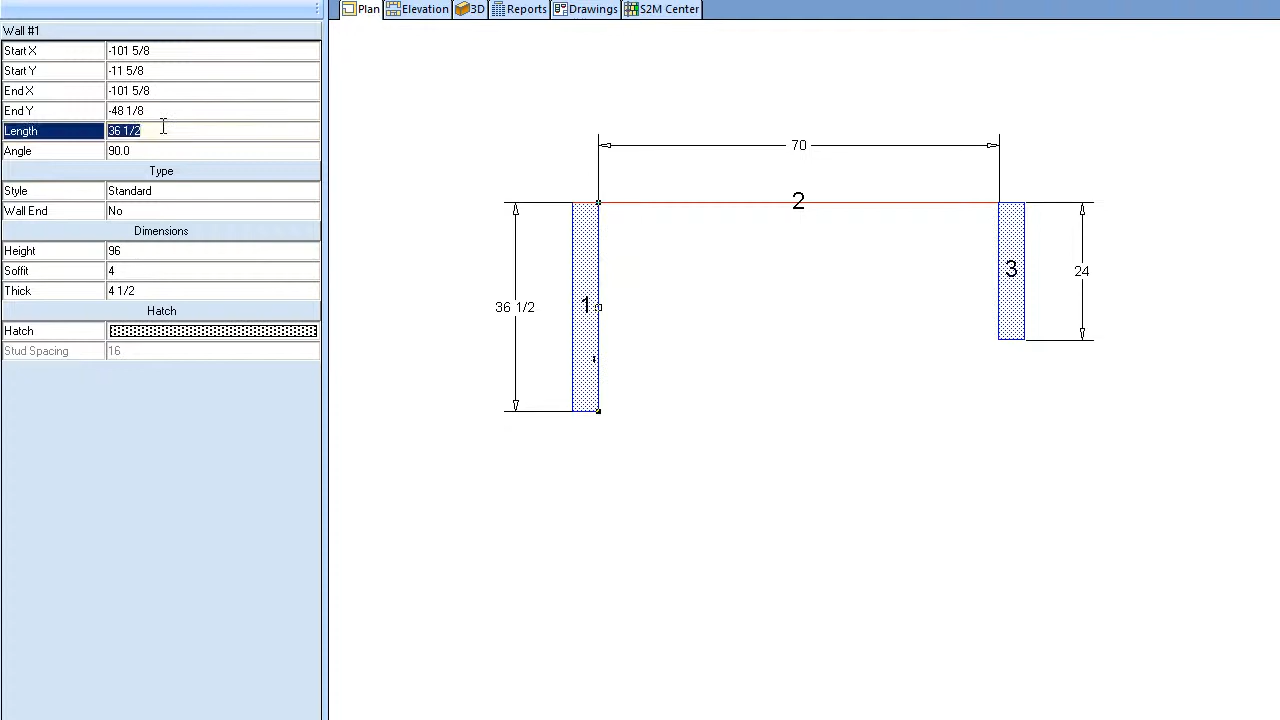 Plan Elevation 3D Reports Drawings S2M Center
Wall #1
Start X -101 5/8
Start Y -11 5/8
End X -101 5/8
End Y -48 1/8
Length 36 1/2
Angle 90.0
Type
Style Standard
Wall End No
Dimensions
Height 96
Soffit 4
Thick 4 1/2
Hatch
Hatch
Stud Spacing 16
70
2
3
24
36 1/2
1